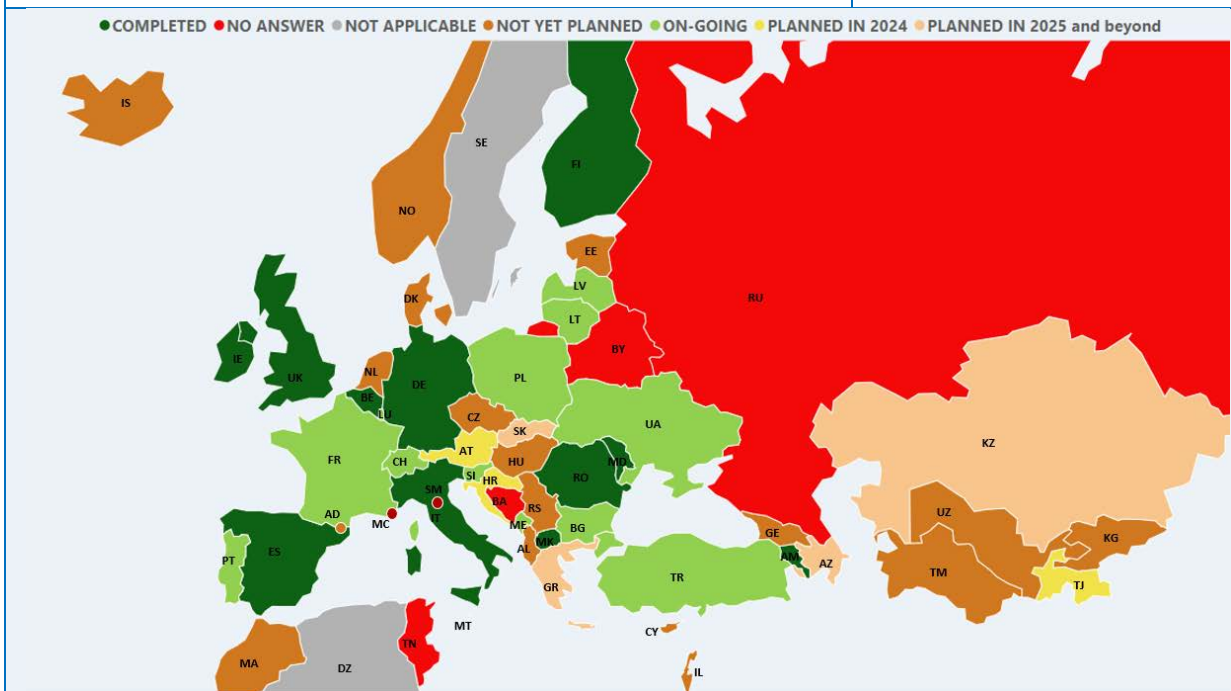 COMPLETED NO ANSWER NOT APPLICABLE NOT YET PLANNED ON-GOING PLANNED IN 2024 PLANNED IN 2025 and beyond
IS
SE
FI
NO
EE
LV
RU
DK
LT
BY
IE
NL
UK
DE
PL
BE
LU
CZ
UA
SK
KZ
AT
FR
CH
HU
MD
SI
RO
HR
SM
BA
RS
AD
MC
IT
ME
BG
UZ
GE
KG
ES
AL
MK
AM
AZ
PT
TM
TR
GR
TJ
MT
CY
TN
MA
DZ
IL